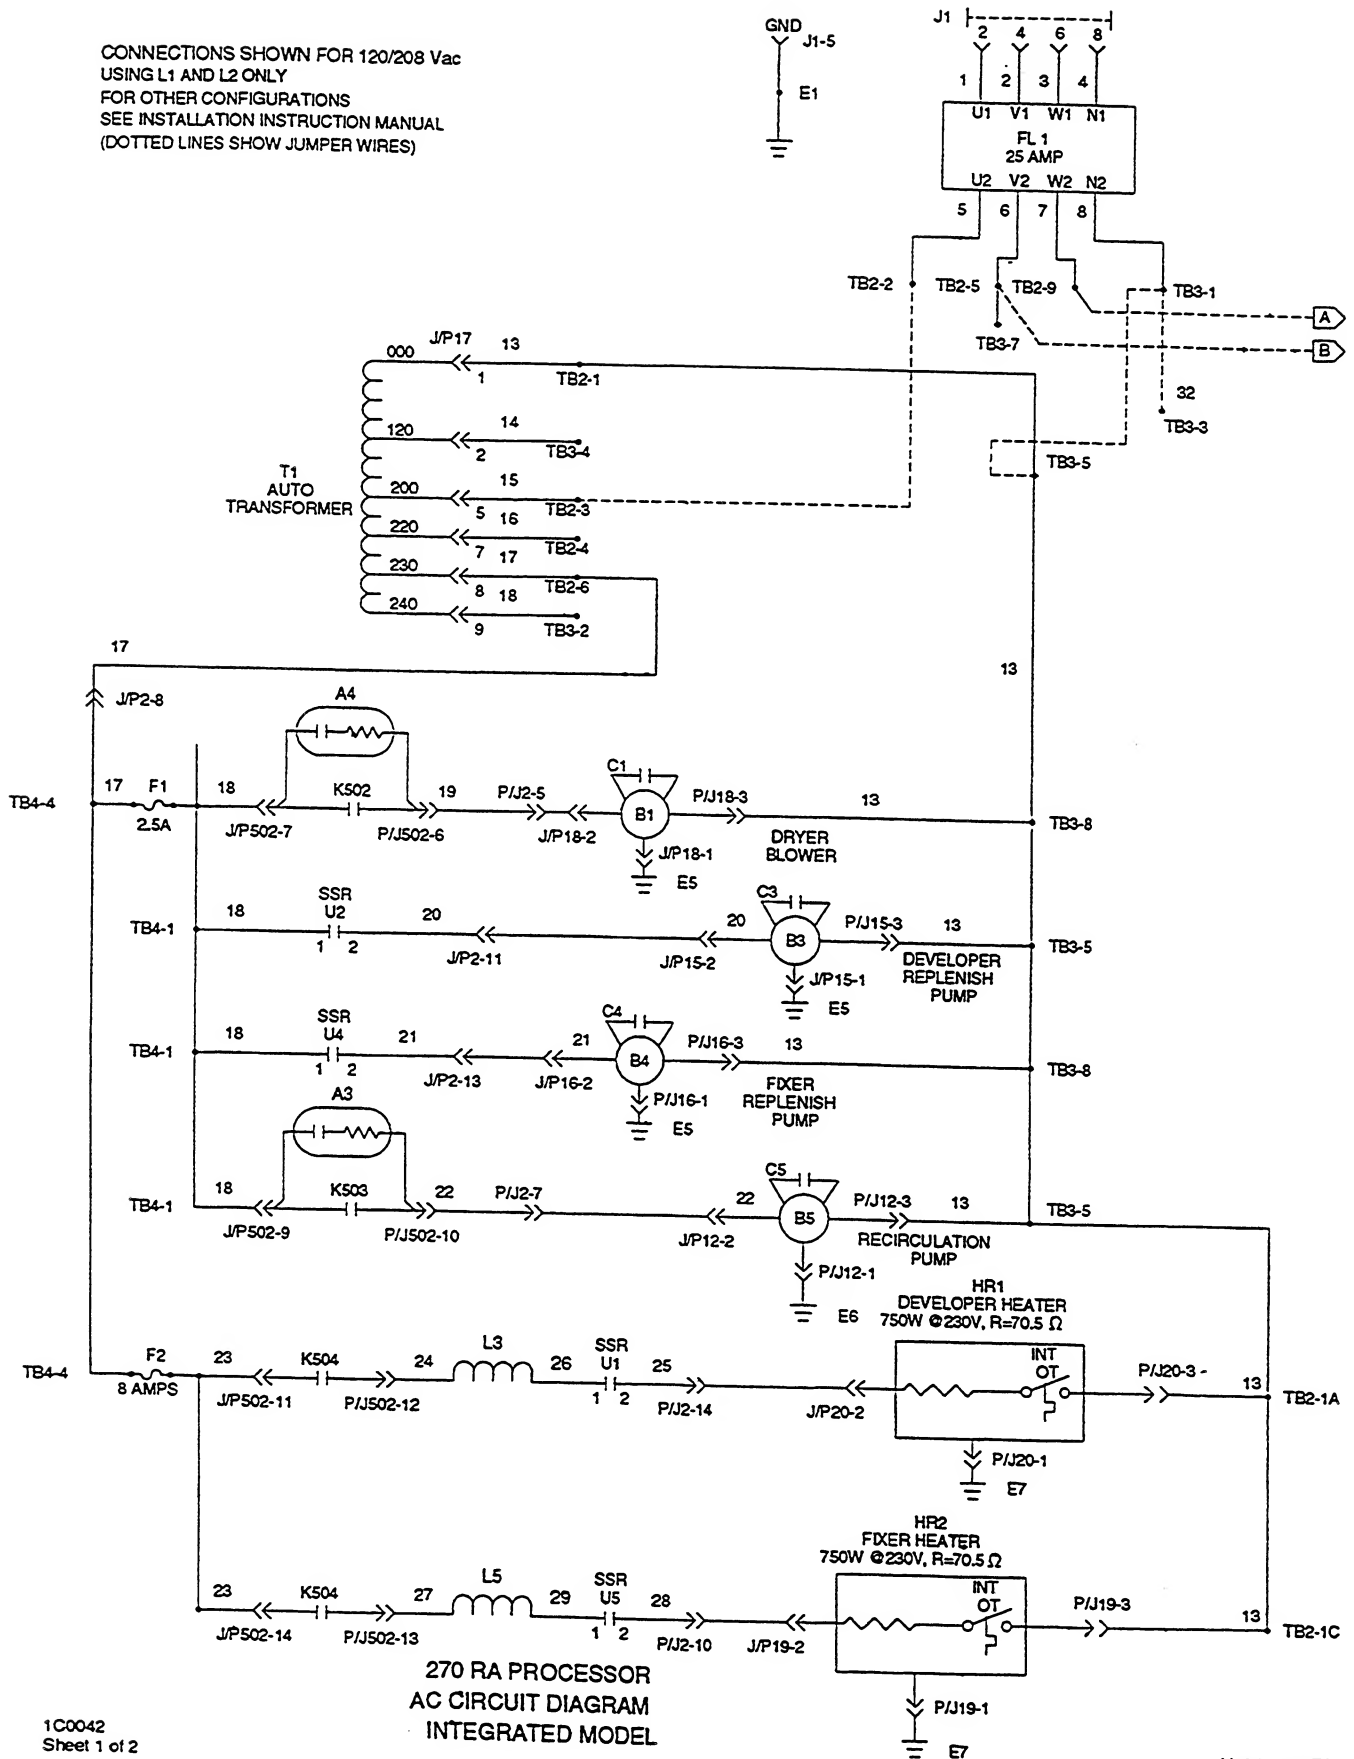 CONNECTIONS SHOWN FOR 120/208 Vac
USING L1 AND L2 ONLY
FOR OTHER CONFIGURATIONS
SEE INSTALLATION INSTRUCTION MANUAL
(DOTTED LINES SHOW JUMPER WIRES)
GND
J1-5
E1
J1
2 4 6 8
1 2 3 4
U1 V1 W1 N1
FL 1
25 AMP
U2 V2 W2 N2
5 6 7 8
TB2-2
TB2-5
TB2-9
TB3-1
A
TB3-7
B
32
TB3-3
TB3-5
T1
AUTO
TRANSFORMER
000
J/P17
13
1
TB2-1
120
14
2
TB3-4
200
15
5
TB2-3
220
16
7
TB2-4
230
17
8
TB2-6
240
18
9
TB3-2
17
13
J/P2-8
A4
TB4-4
17
F1
2.5A
18
K502
19
J/P502-7
P/J502-6
P/J2-5
J/P18-2
C1
B1
P/J18-3
13
J/P18-1
E5
DRYER
BLOWER
TB3-8
TB4-1
18
SSR
U2
1 2
20
J/P2-11
20
J/P15-2
C3
B3
P/J15-3
13
J/P15-1
E5
DEVELOPER
REPLENISH
PUMP
TB3-5
TB4-1
18
SSR
U4
1 2
21
J/P2-13
21
J/P16-2
C4
B4
P/J16-3
13
P/J16-1
E5
FIXER
REPLENISH
PUMP
TB3-8
A3
TB4-1
18
K503
22
J/P502-9
P/J502-10
P/J2-7
22
J/P12-2
C5
B5
P/J12-3
13
RECIRCULATION
PUMP
TB3-5
P/J12-1
E6
HR1
DEVELOPER HEATER
750W @230V, R=70.5 Ω
TB4-4
F2
8 AMPS
23
J/P502-11
K504
P/J502-12
24
L3
26
SSR
U1
1 2
25
P/J2-14
J/P20-2
INT
OT
P/J20-3
13
TB2-1A
P/J20-1
E7
HR2
FIXER HEATER
750W @230V, R=70.5 Ω
23
J/P502-14
K504
P/J502-13
27
L5
29
SSR
U5
1 2
28
P/J2-10
J/P19-2
INT
OT
P/J19-3
13
TB2-1C
P/J19-1
E7
270 RA PROCESSOR
AC CIRCUIT DIAGRAM
INTEGRATED MODEL
1C0042
Sheet 1 of 2